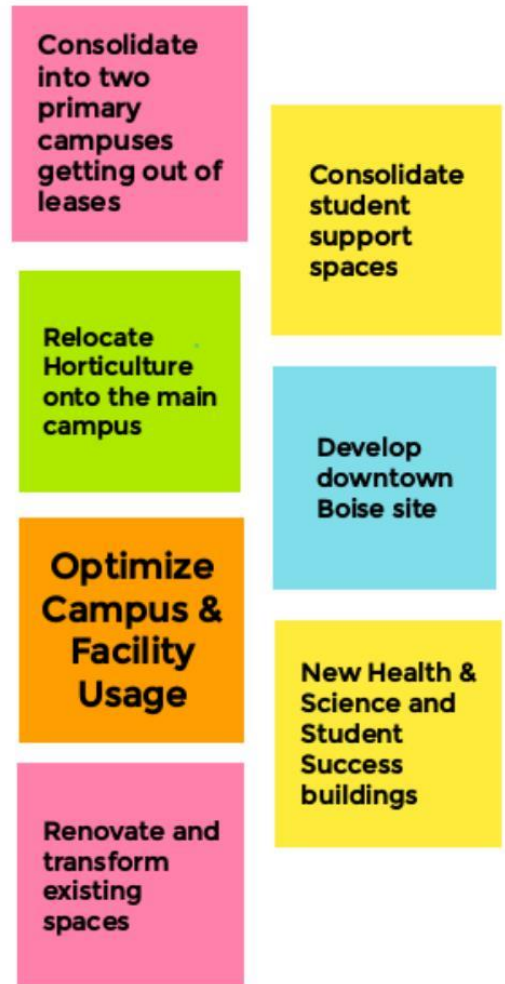 Consolidate
into two
primary
campuses
getting out of
leases
Consolidate
student
support
spaces
Relocate
Horticulture
onto the main
campus
Develop
downtown
Boise site
Optimize
Campus &
Facility
Usage
New Health &
Science and
Student
Success
buildings
Renovate and
transform
existing
spaces